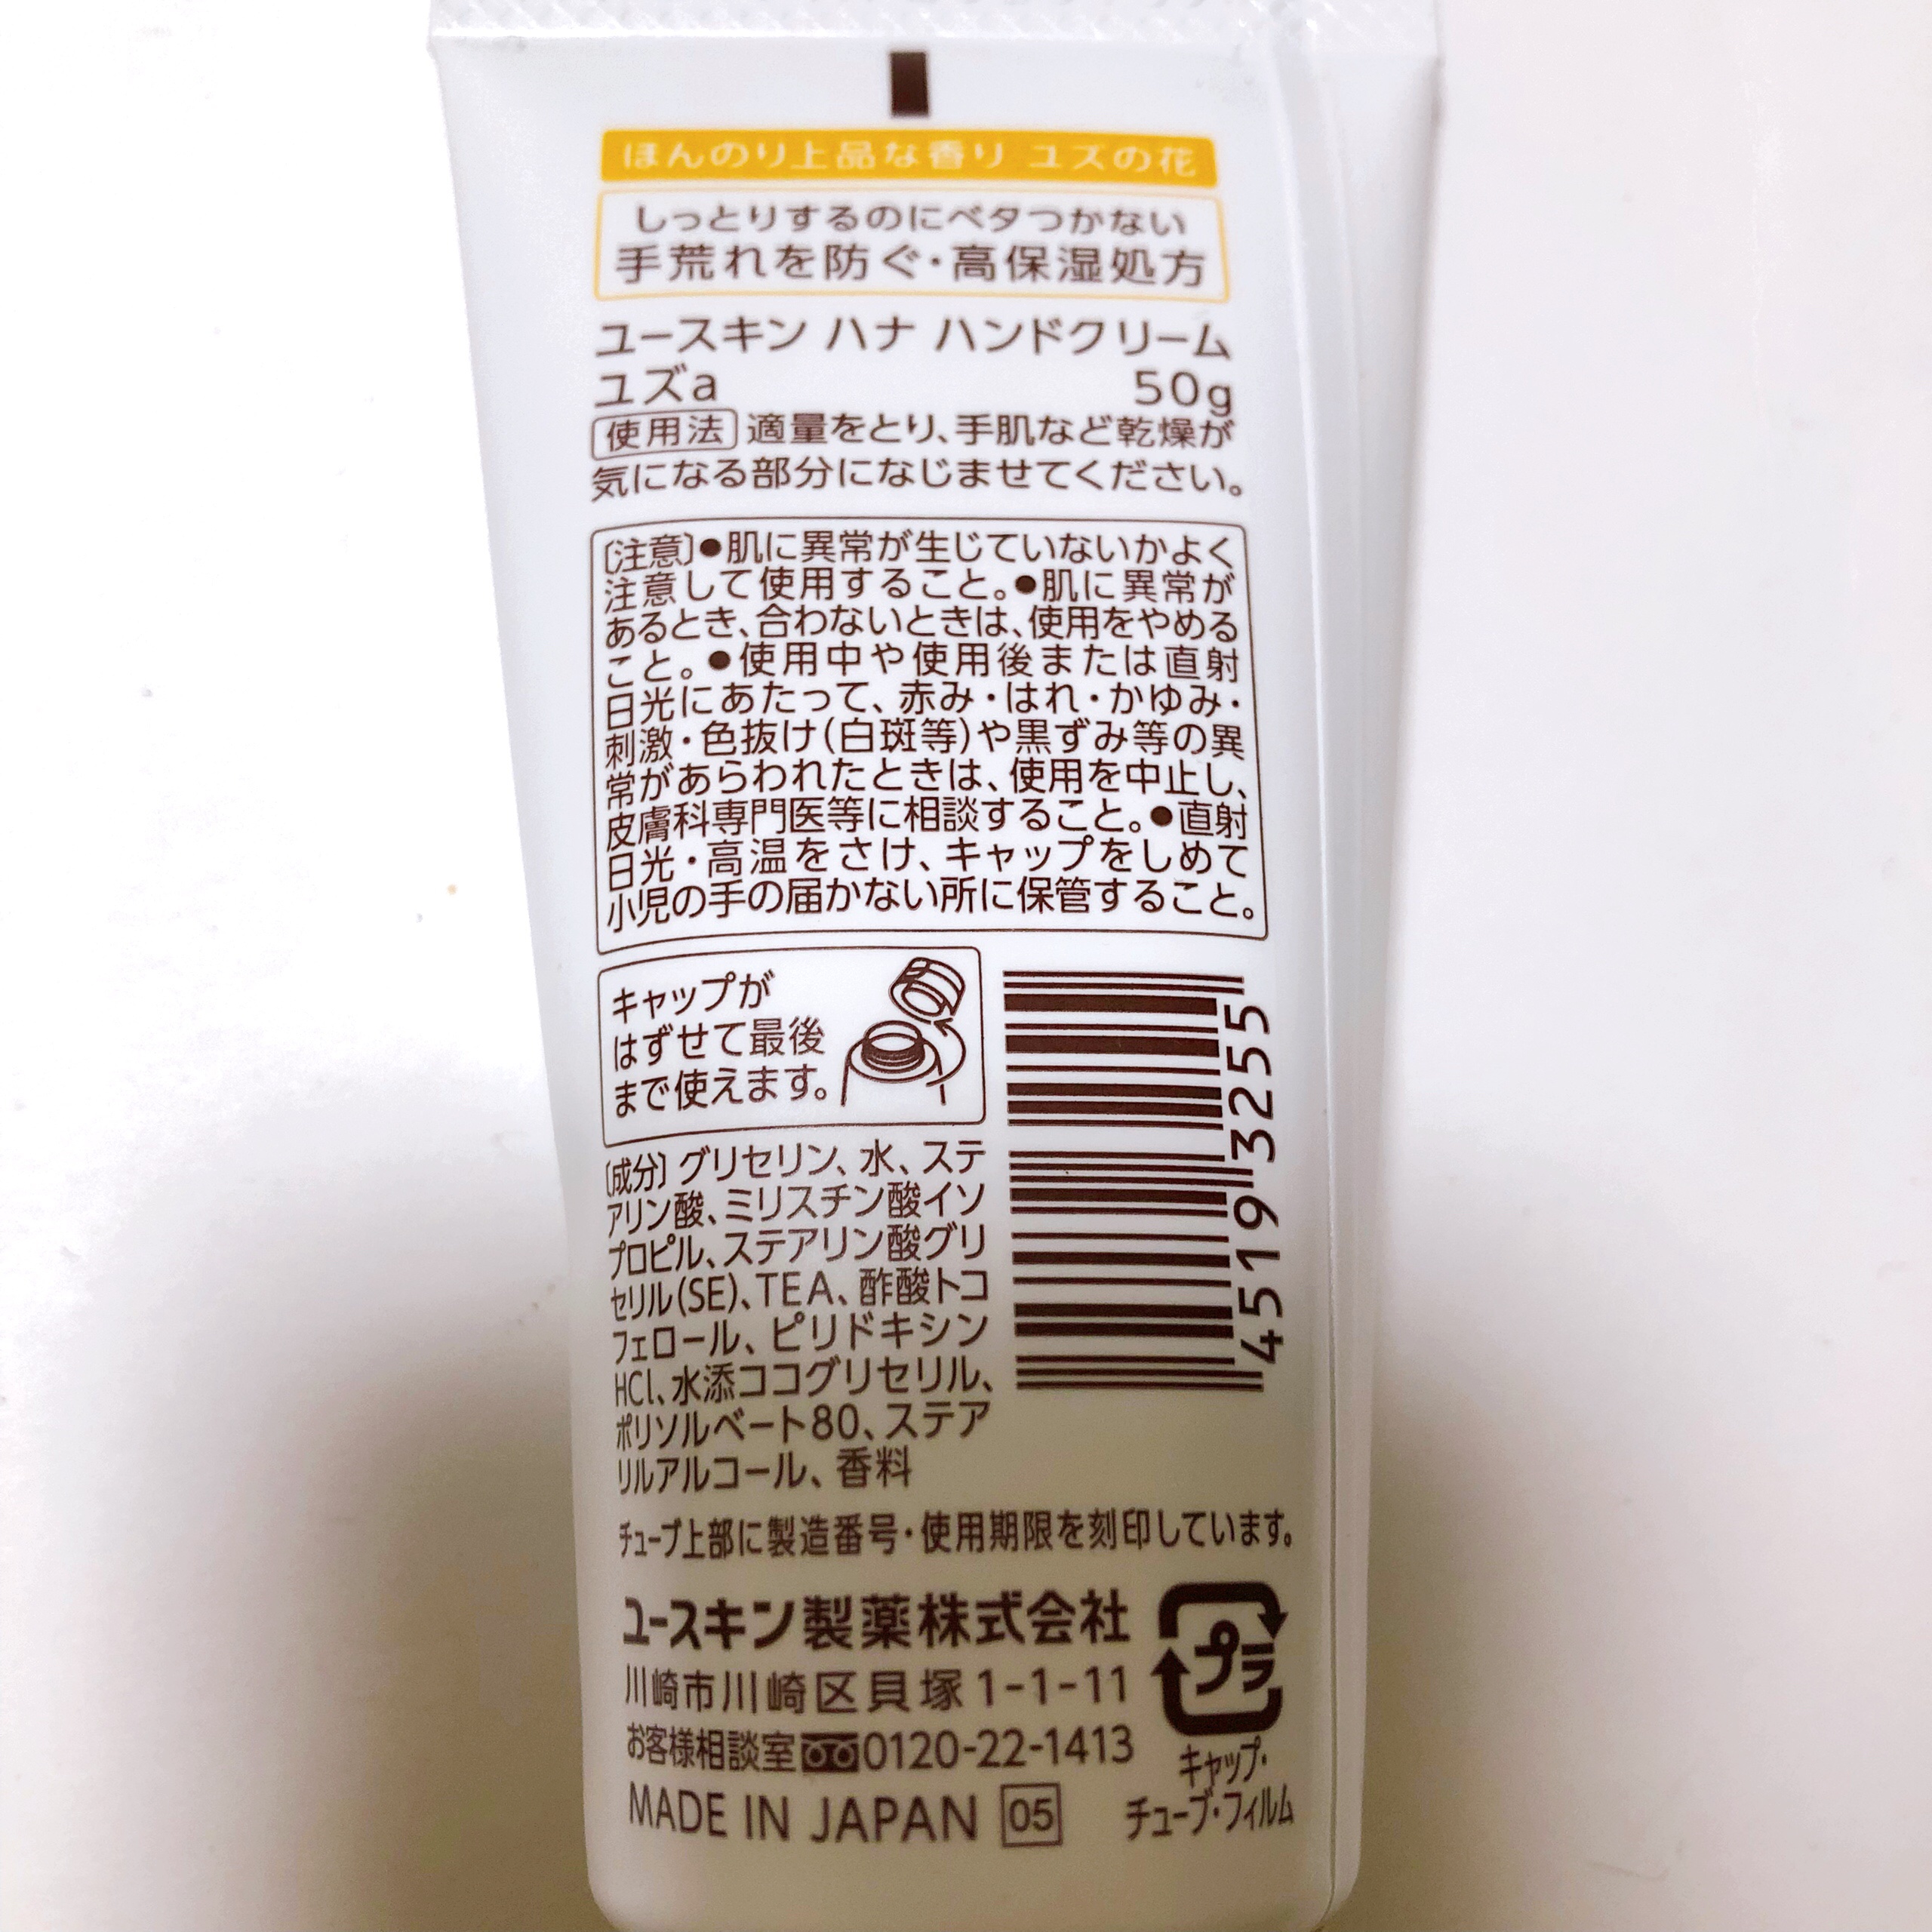 ほんのり上品な香り ユズの花
しっとりするのにベタつかない
手荒れを防ぐ・高保湿処方
ユースキン ハナ ハンドクリーム
ユズa 50g
使用法 適量をとり、手肌など乾燥が
気になる部分になじませてください。
〔注意〕●肌に異常が生じていないかよく
注意して使用すること。●肌に異常が
あるとき、合わないときは、使用をやめる
こと。●使用中や使用後または直射
日光にあたって、赤み・はれ・かゆみ・
刺激・色抜け(白斑等)や黒ずみ等の異
常があらわれたときは、使用を中止し、
皮膚科専門医等に相談すること。●直射
日光・高温をさけ、キャップをしめて
小児の手の届かない所に保管すること。
キャップが
はずせて最後
まで使えます。
4519 3255
〔成分〕グリセリン、水、ステ
アリン酸、ミリスチン酸イソ
プロピル、ステアリン酸グリ
セリル(SE)、TEA、酢酸トコ
フェロール、ピリドキシン
HCl、水添ココグリセリル、
ポリソルベート80、ステア
リルアルコール、香料
チューブ上部に製造番号・使用期限を刻印しています。
ユースキン製薬株式会社
川崎市川崎区貝塚1-1-11
お客様相談室 0120-22-1413
MADE IN JAPAN 05
プラ
キャップ・
チューブ・フィルム